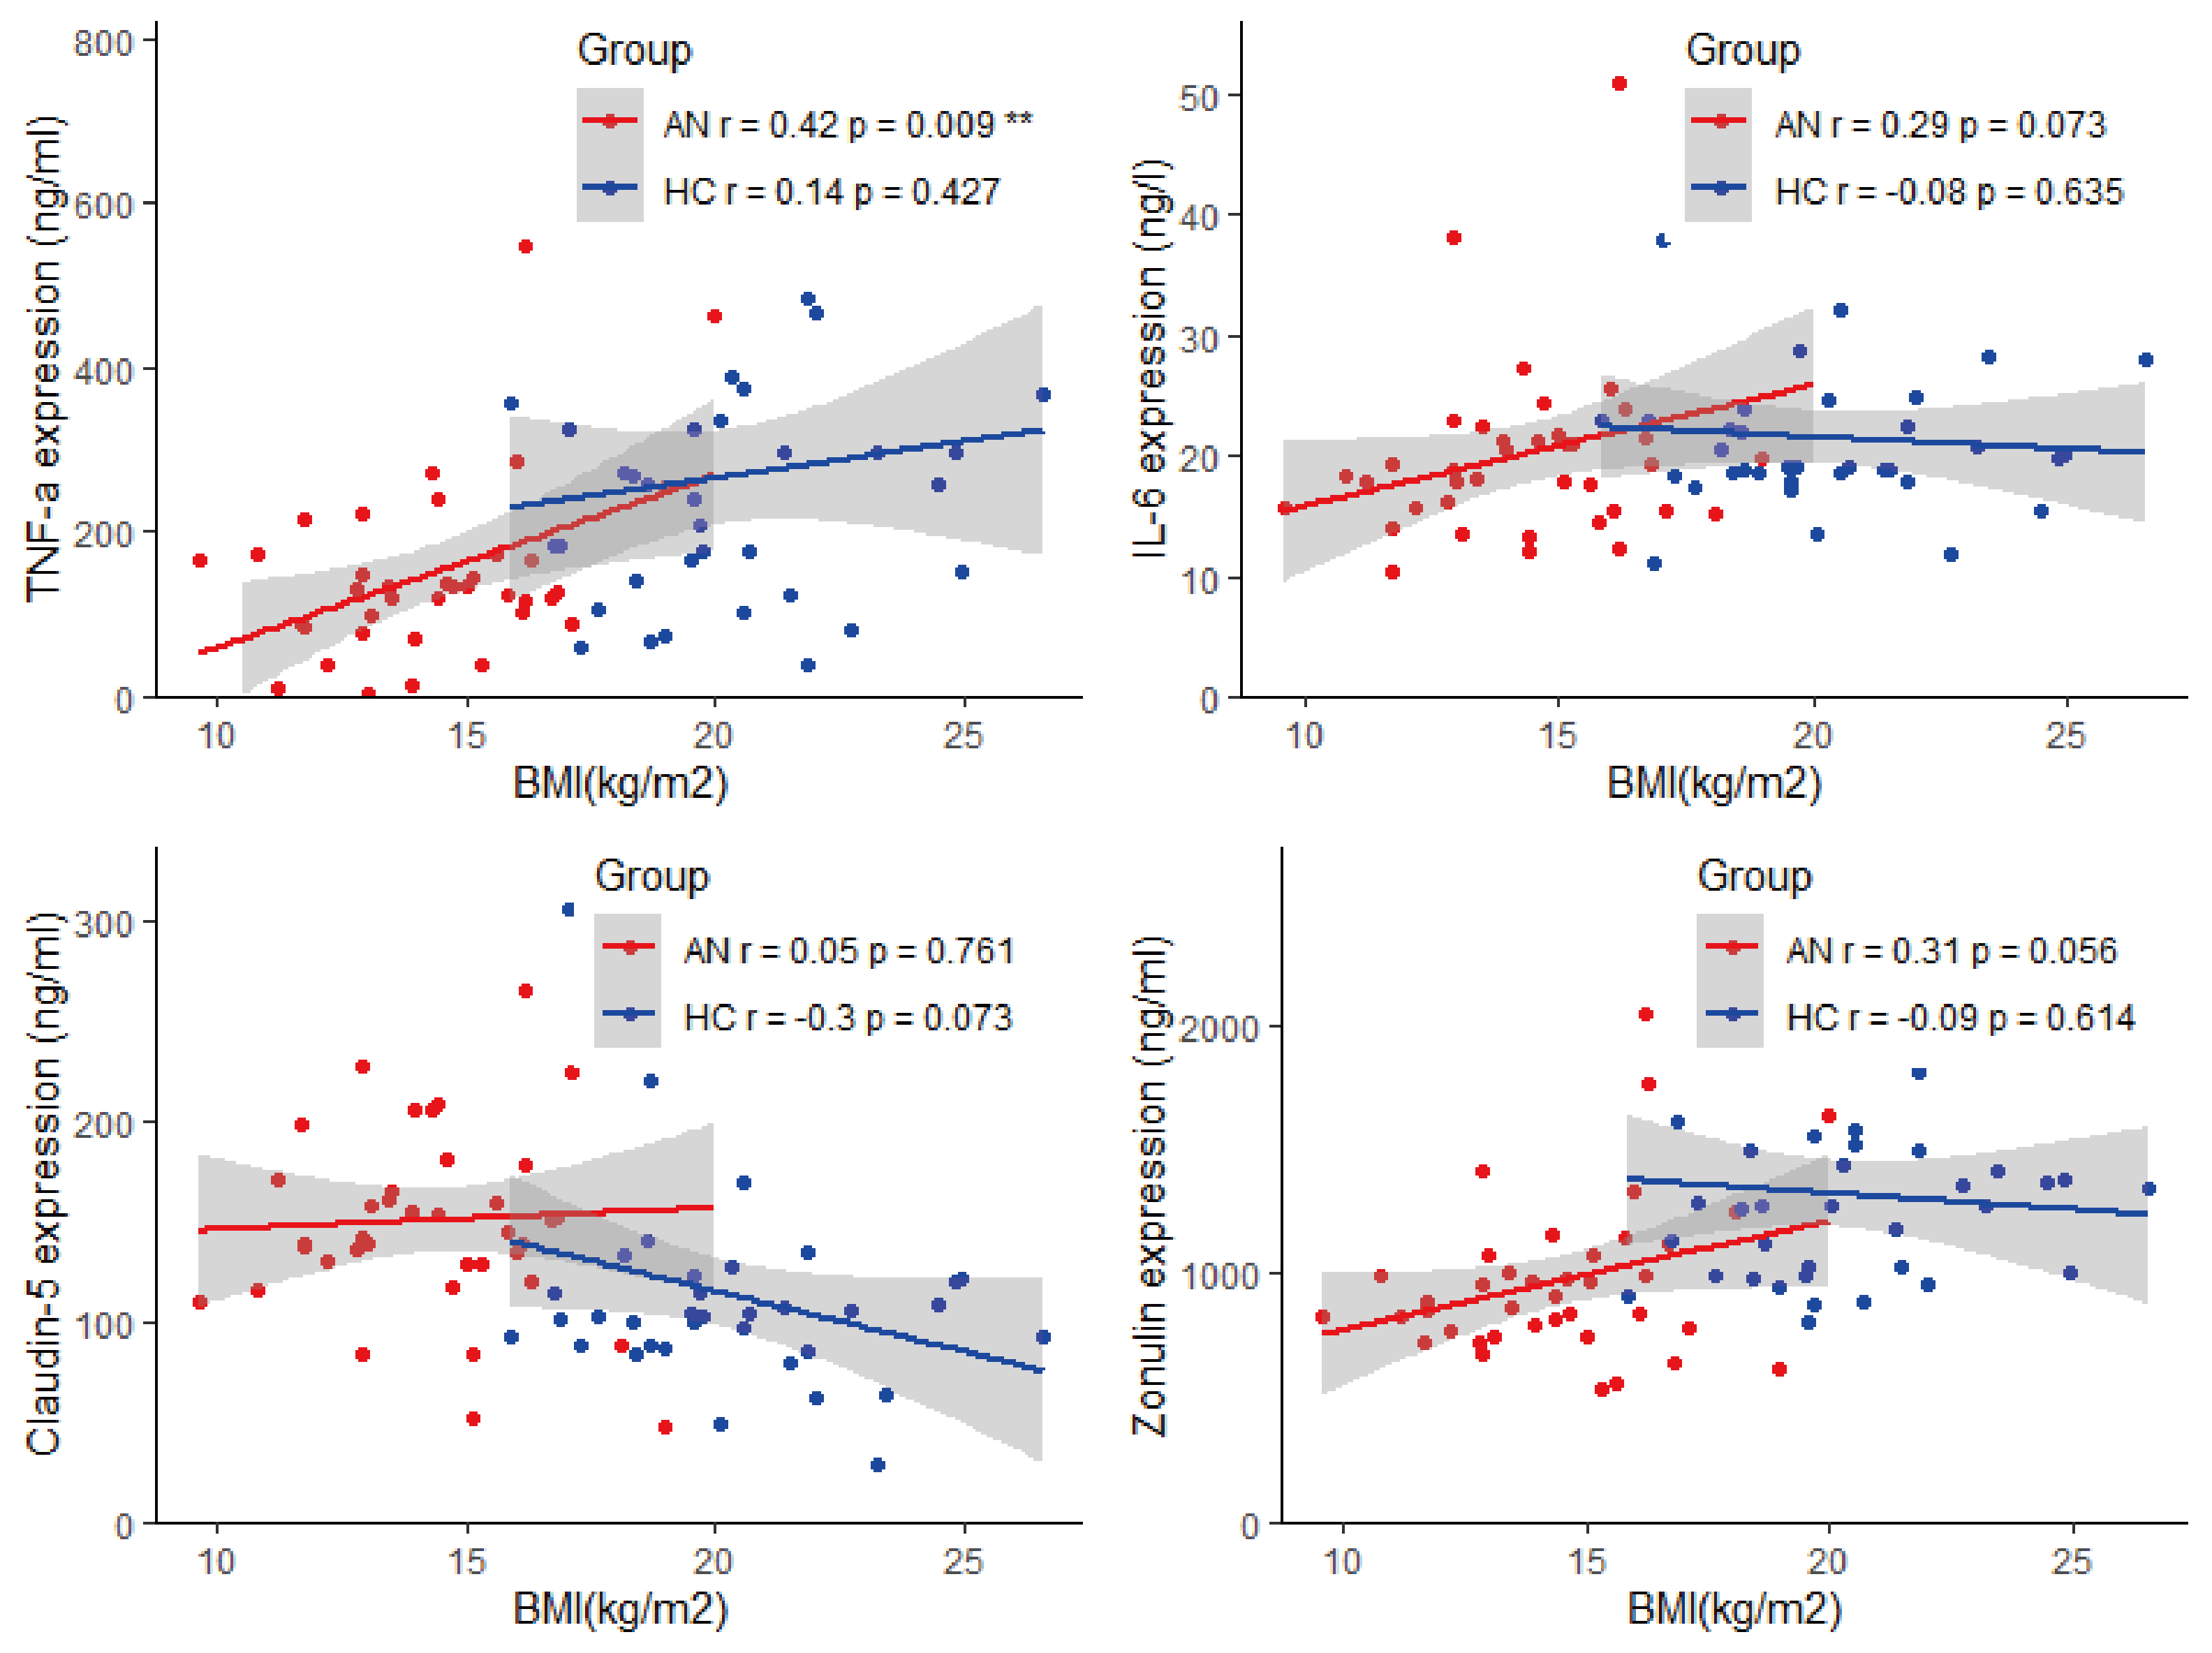 Group
AN r = 0.42 p = 0.009 **
HC r = 0.14 p = 0.427
TNF-a expression (ng/ml)
800
600
400
200
0
10 15 20 25
BMI(kg/m2)
Group
AN r = 0.29 p = 0.073
HC r = -0.08 p = 0.635
IL-6 expression (ng/l)
50
40
30
20
10
0
10 15 20 25
BMI(kg/m2)
Group
AN r = 0.05 p = 0.761
HC r = -0.3 p = 0.073
Claudin-5 expression (ng/ml)
300
200
100
0
10 15 20 25
BMI(kg/m2)
Group
AN r = 0.31 p = 0.056
HC r = -0.09 p = 0.614
Zonulin expression (ng/ml)
2000
1000
0
10 15 20 25
BMI(kg/m2)